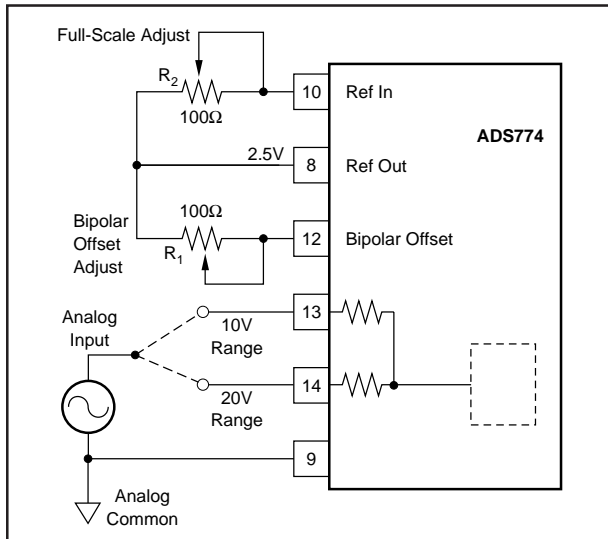 Full-Scale Adjust
R2
100Ω
10
Ref In
ADS774
2.5V
8
Ref Out
100Ω
Bipolar
Offset
Adjust
R1
12
Bipolar Offset
Analog
Input
13
10V
Range
14
20V
Range
9
Analog
Common